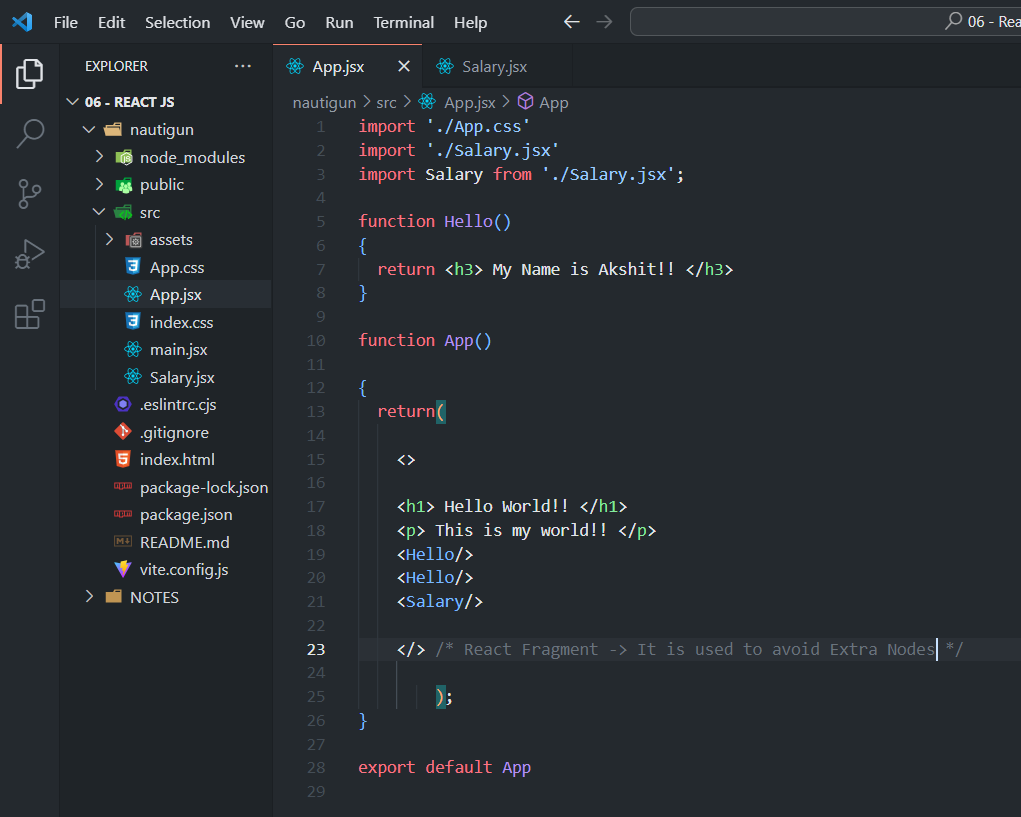 File Edit Selection View Go Run Terminal Help
06 - Rea
EXPLORER
06 - REACT JS
nautigun
node_modules
public
src
assets
App.css
App.jsx
index.css
main.jsx
Salary.jsx
.eslintrc.cjs
.gitignore
index.html
package-lock.json
package.json
README.md
vite.config.js
NOTES
App.jsx Salary.jsx
nautigun > src > App.jsx > App
1 import './App.css'
2 import './Salary.jsx'
3 import Salary from './Salary.jsx';
4
5 function Hello()
6 {
7 return <h3> My Name is Akshit!! </h3>
8 }
9
10 function App()
11
12 {
13 return(
14
15 <>
16
17 <h1> Hello World!! </h1>
18 <p> This is my world!! </p>
19 <Hello/>
20 <Hello/>
21 <Salary/>
22
23 </> /* React Fragment -> It is used to avoid Extra Nodes */
24
25 );
26 }
27
28 export default App
29